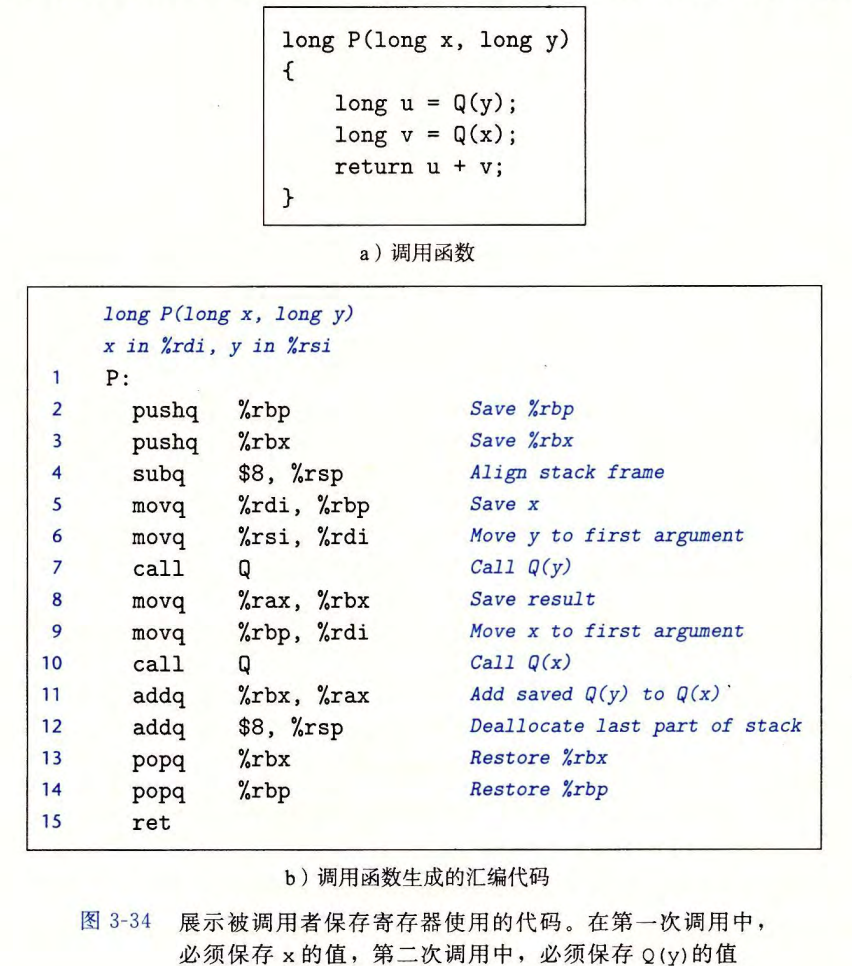 long P(long x, long y)
{
    long u = Q(y);
    long v = Q(x);
    return u + v;
}
a）调用函数
long P(long x, long y)
x in %rdi, y in %rsi
1 P:
2 pushq %rbp Save %rbp
3 pushq %rbx Save %rbx
4 subq $8, %rsp Align stack frame
5 movq %rdi, %rbp Save x
6 movq %rsi, %rdi Move y to first argument
7 call Q Call Q(y)
8 movq %rax, %rbx Save result
9 movq %rbp, %rdi Move x to first argument
10 call Q Call Q(x)
11 addq %rbx, %rax Add saved Q(y) to Q(x)
12 addq $8, %rsp Deallocate last part of stack
13 popq %rbx Restore %rbx
14 popq %rbp Restore %rbp
15 ret
b）调用函数生成的汇编代码
图 3-34 展示被调用者保存寄存器使用的代码。在第一次调用中，
必须保存 x 的值，第二次调用中，必须保存 Q(y)的值